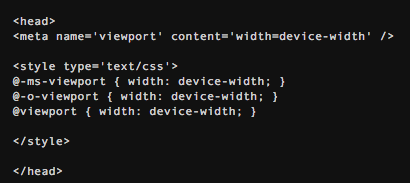 <head>
<meta name='viewport' content='width=device-width' />
<style type='text/css'>
@-ms-viewport { width: device-width; }
@-o-viewport { width: device-width; }
@viewport { width: device-width; }
</style>
</head>